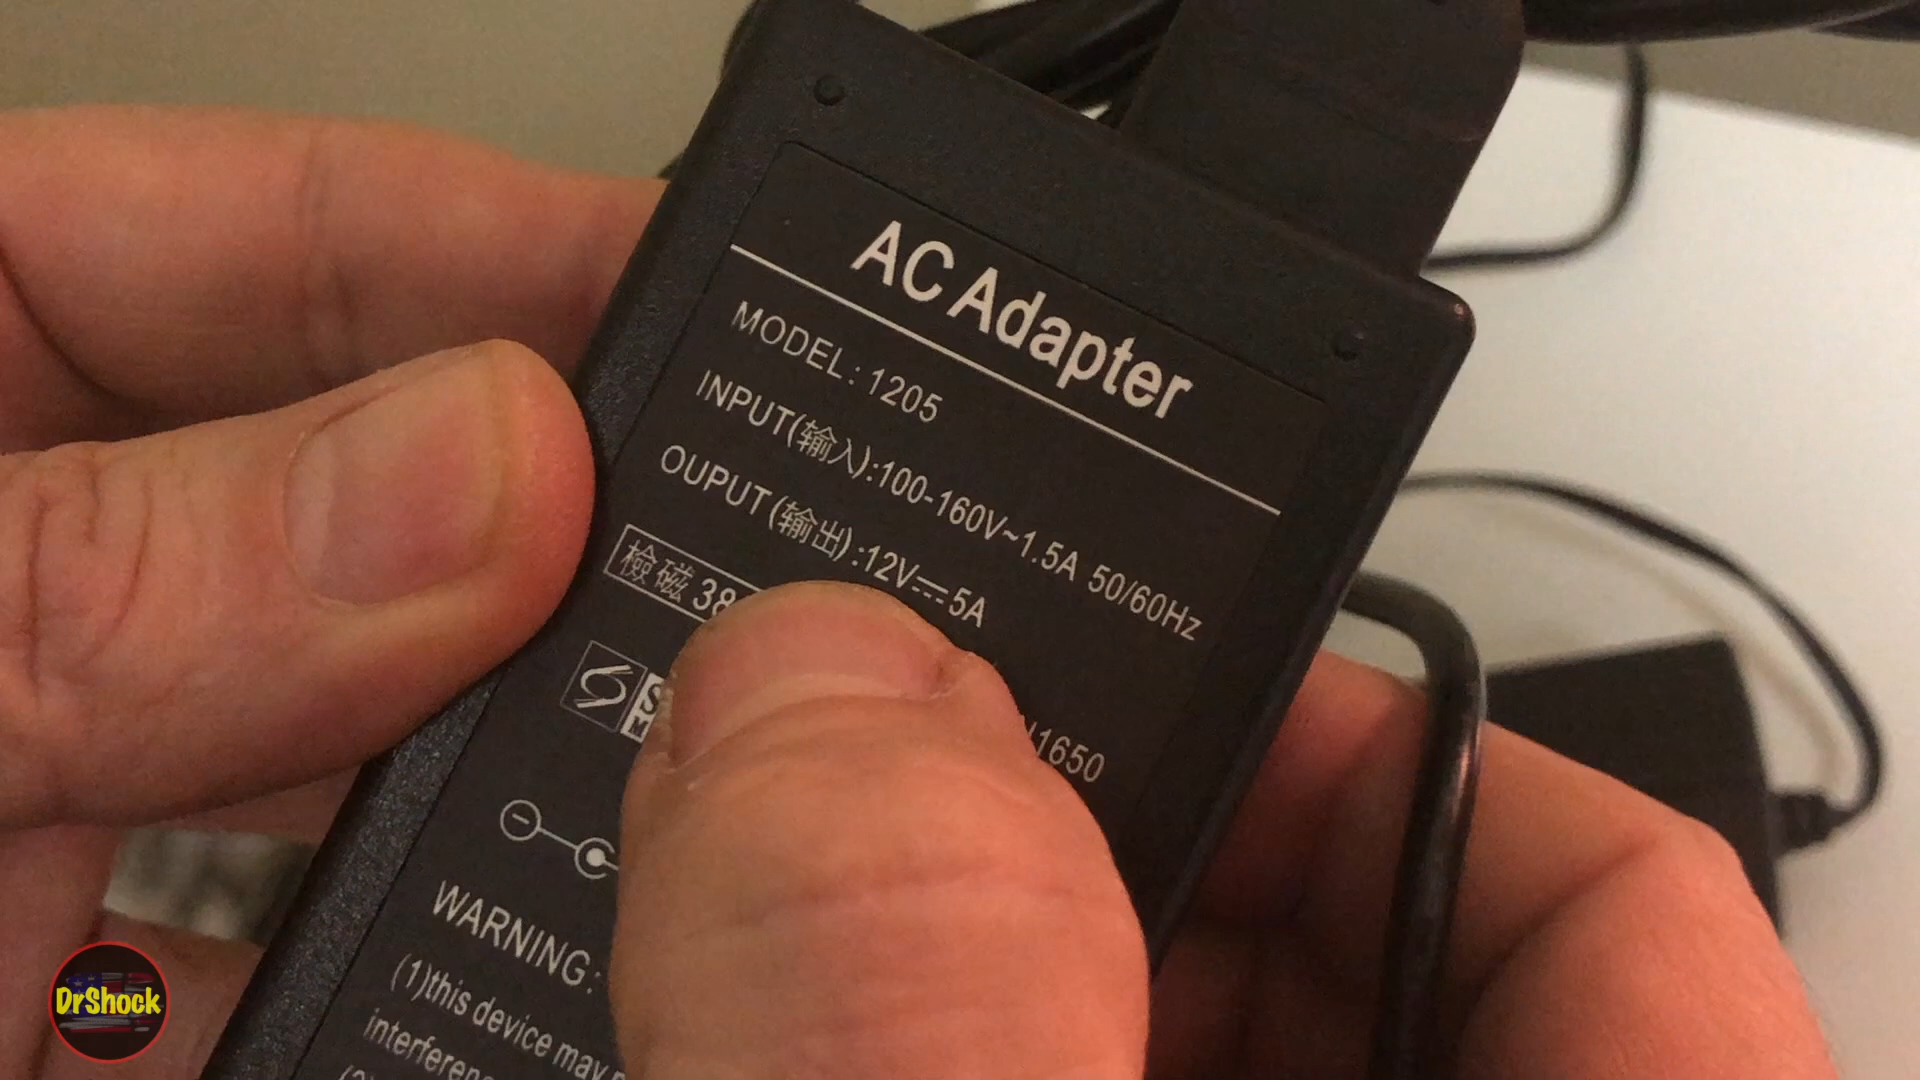 AC Adapter
MODEL: 1205
INPUT(输入):100-160V~1.5A 50/60Hz
OUPUT(输出):12V⎓5A
檢磁 38
1650
WARNING:
(1)this device may
DrShock